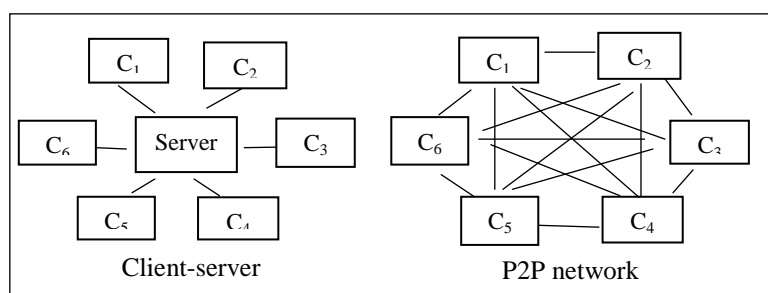 C₁
C₂
C₆
Server
C₃
C₅
C₄
Client-server
C₁
C₂
C₆
C₃
C₅
C₄
P2P network